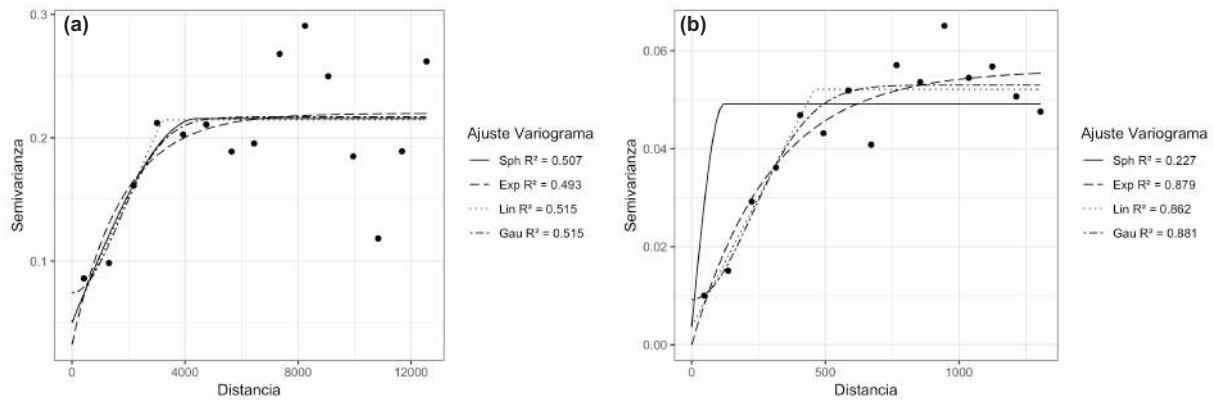 (a)
0.3
0.2
0.1
Semivarianza
0
4000
8000
12000
Distancia
Ajuste Variograma
Sph R² = 0.507
Exp R² = 0.493
Lin R² = 0.515
Gau R² = 0.515
(b)
0.06
0.04
0.02
0.00
Semivarianza
0
500
1000
Distancia
Ajuste Variograma
Sph R² = 0.227
Exp R² = 0.879
Lin R² = 0.862
Gau R² = 0.881